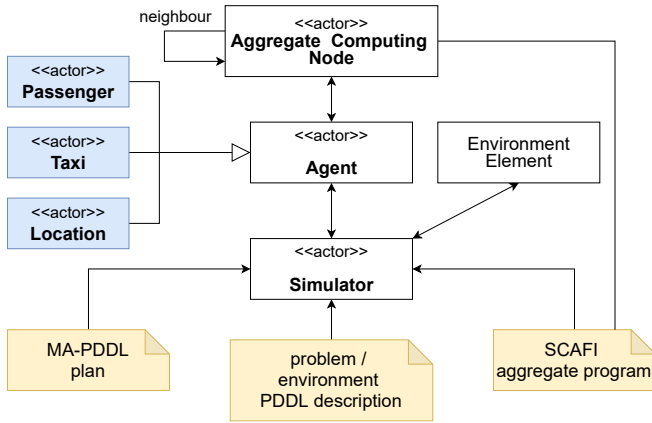 neighbour
<<actor>>
Aggregate Computing
Node
<<actor>>
Passenger
<<actor>>
Taxi
<<actor>>
Agent
Environment
Element
<<actor>>
Location
<<actor>>
Simulator
MA-PDDL
plan
problem /
environment
PDDL description
SCAFI
aggregate program